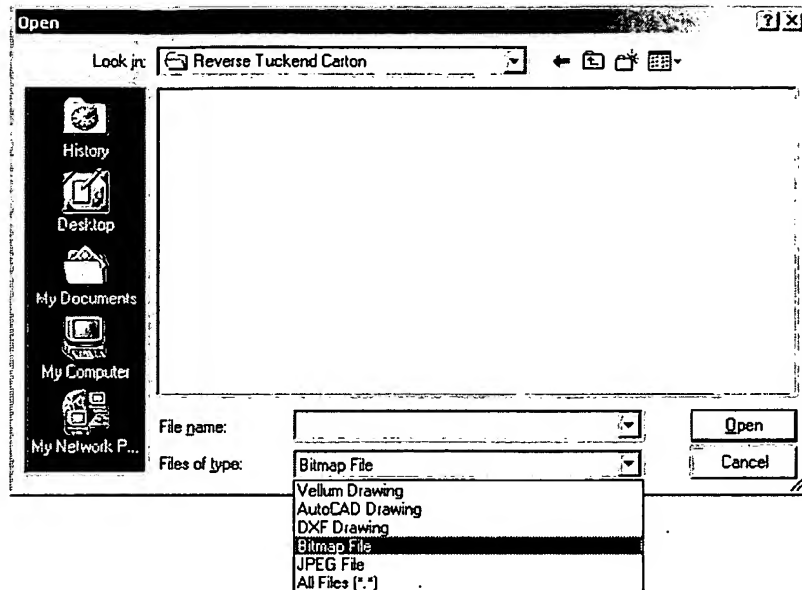 Open
Look in: Reverse Tuckend Carton
History
Desktop
My Documents
My Computer
My Network P...
File name:
Open
Files of type: Bitmap File
Cancel
Vellum Drawing
AutoCAD Drawing
DXF Drawing
Bitmap File
JPEG File
All Files (*.*)